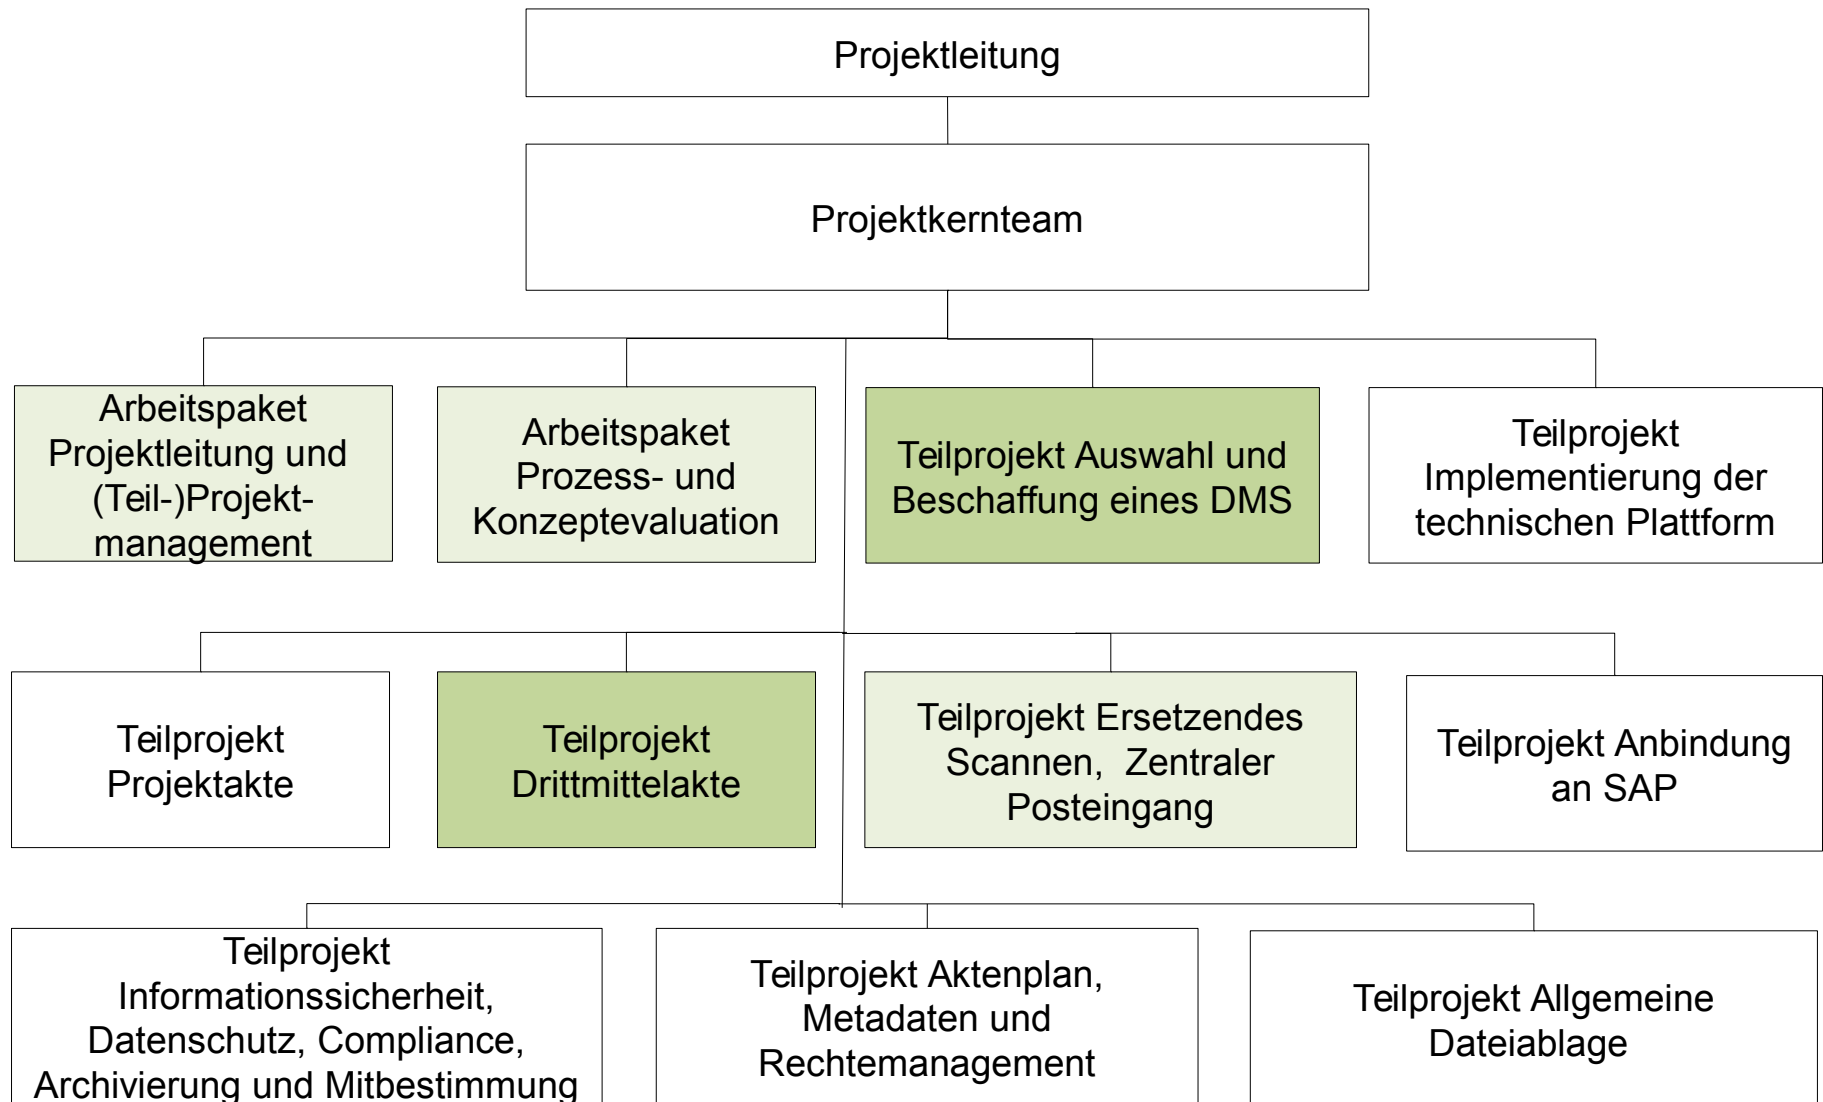 Projektleitung
Projektkernteam
Arbeitspaket
Projektleitung und
(Teil-)Projekt-
management
Arbeitspaket
Prozess- und
Konzeptevaluation
Teilprojekt Auswahl und
Beschaffung eines DMS
Teilprojekt
Implementierung der
technischen Plattform
Teilprojekt
Projektakte
Teilprojekt
Drittmittelakte
Teilprojekt Ersetzendes
Scannen, Zentraler
Posteingang
Teilprojekt Anbindung
an SAP
Teilprojekt
Informationssicherheit,
Datenschutz, Compliance,
Archivierung und Mitbestimmung
Teilprojekt Aktenplan,
Metadaten und
Rechtemanagement
Teilprojekt Allgemeine
Dateiablage